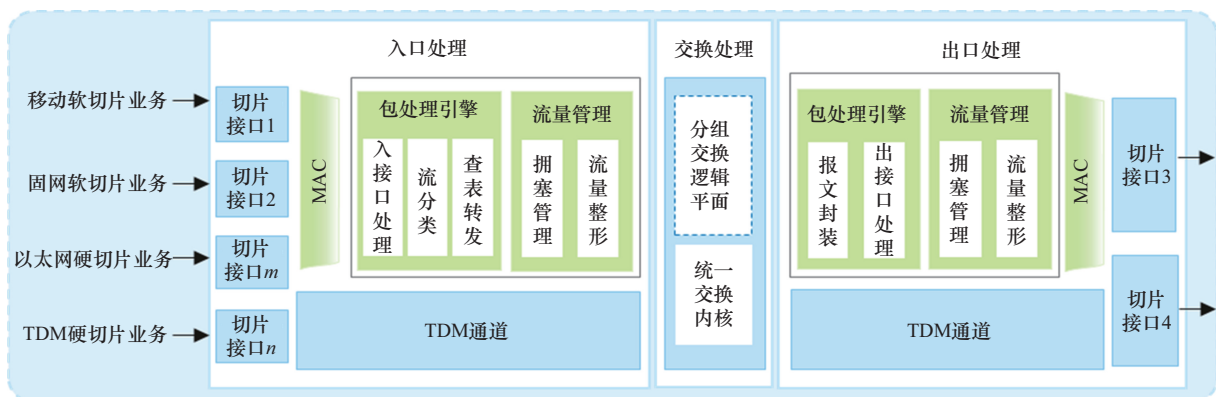 入口处理
交换处理
出口处理
移动软切片业务
固网软切片业务
以太网硬切片业务
TDM硬切片业务
切片
接口1
切片
接口2
切片
接口m
切片
接口n
MAC
包处理引擎
入接口处理
流分类
查表转发
流量管理
拥塞管理
流量整形
TDM通道
分组
交换
逻辑
平面
统一
交换
内核
包处理引擎
报文封装
出接口处理
流量管理
拥塞管理
流量整形
TDM通道
MAC
切片
接口3
切片
接口4